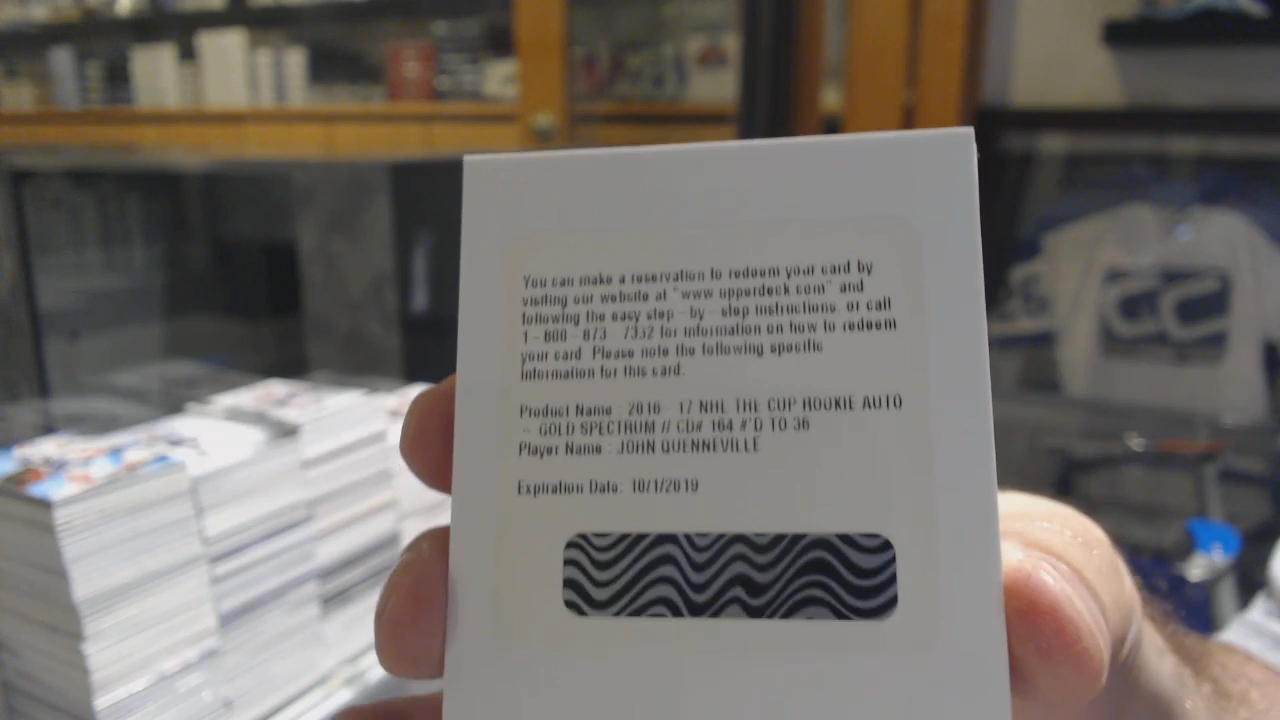 You can make a reservation to redeem your card by
visiting our website at "www upperdeck com" and
following the easy step - by - step instructions, or call
1 - 800 - 873 - 7332 for information on how to redeem
your card. Please note the following specific
information for this card.
Product Name : 2016 - 17 NHL THE CUP ROOKIE AUTO
- GOLD SPECTRUM // CD# 164 #'D TO 36
Player Name : JOHN QUENNEVILLE
Expiration Date: 10/1/2019